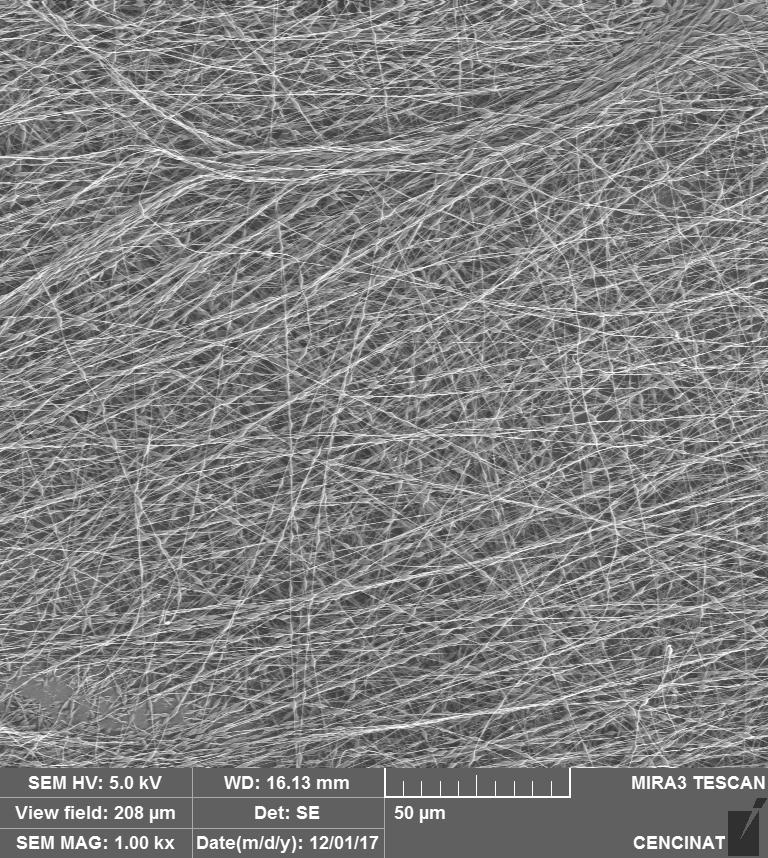 SEM HV: 5.0 kV WD: 16.13 mm MIRA3 TESCAN
View field: 208 µm Det: SE 50 µm
SEM MAG: 1.00 kx Date(m/d/y): 12/01/17 CENCINAT